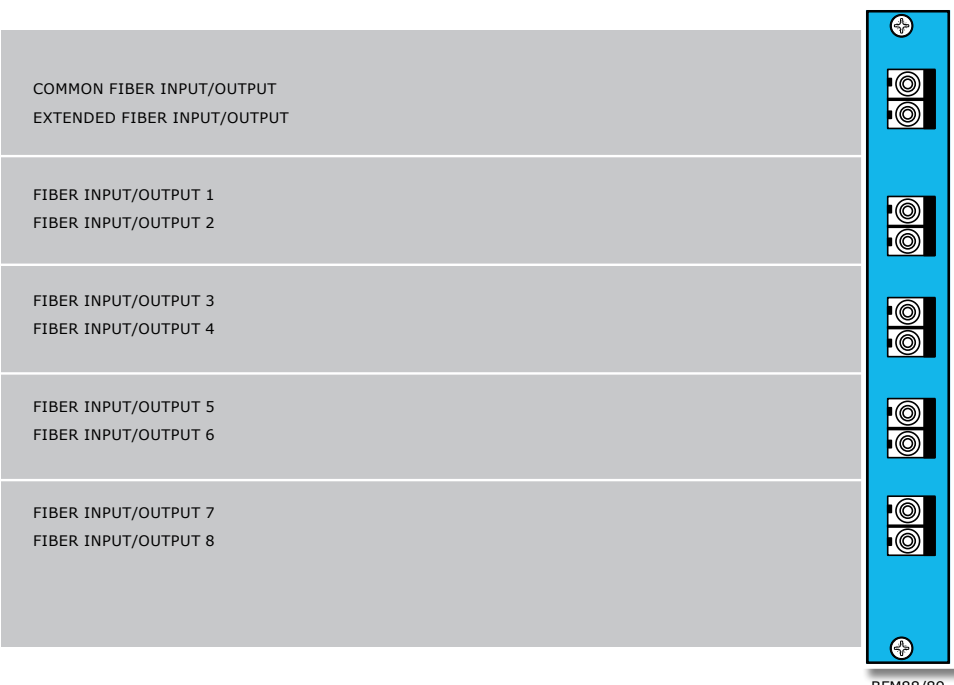 COMMON FIBER INPUT/OUTPUT
EXTENDED FIBER INPUT/OUTPUT
FIBER INPUT/OUTPUT 1
FIBER INPUT/OUTPUT 2
FIBER INPUT/OUTPUT 3
FIBER INPUT/OUTPUT 4
FIBER INPUT/OUTPUT 5
FIBER INPUT/OUTPUT 6
FIBER INPUT/OUTPUT 7
FIBER INPUT/OUTPUT 8